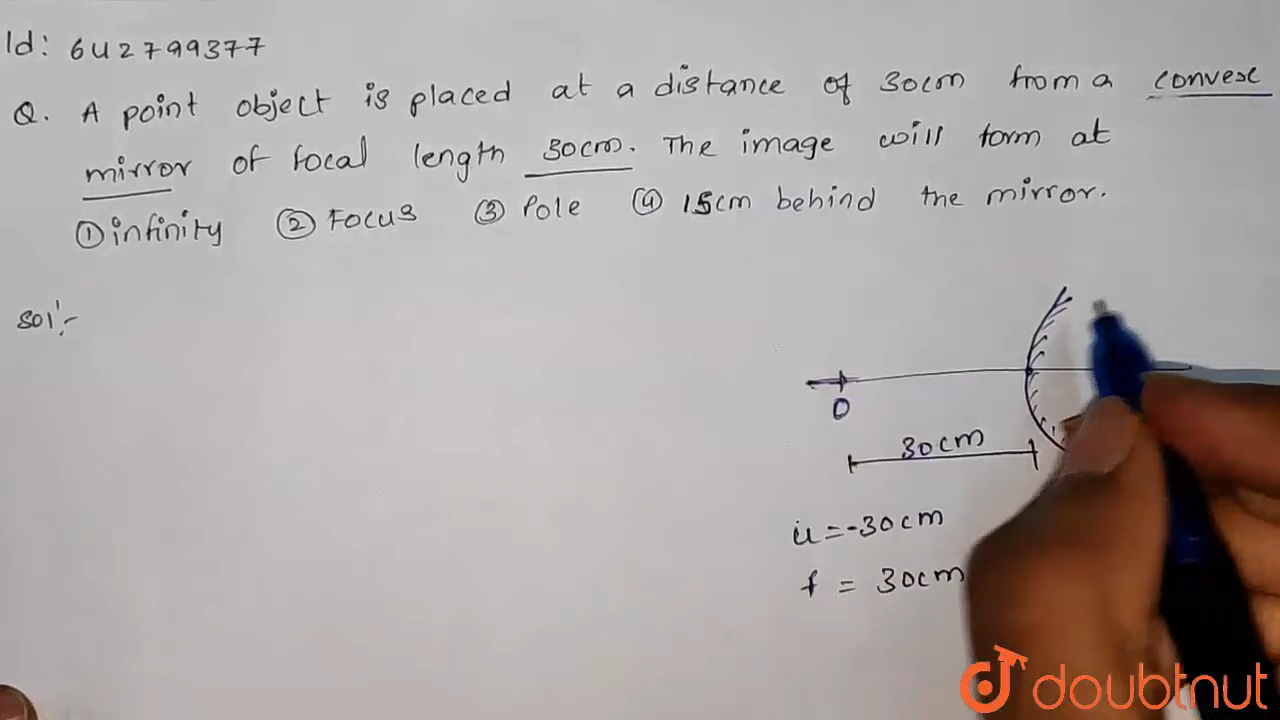 Id: 642799377
Q. A point object is placed at a distance of 30cm from a convex
mirror of focal length 30cm. The image will form at
① infinity ② Focus ③ Pole ④ 15cm behind the mirror.
Sol:-
O
30cm
u = -30cm
f = 30cm
doubtnut